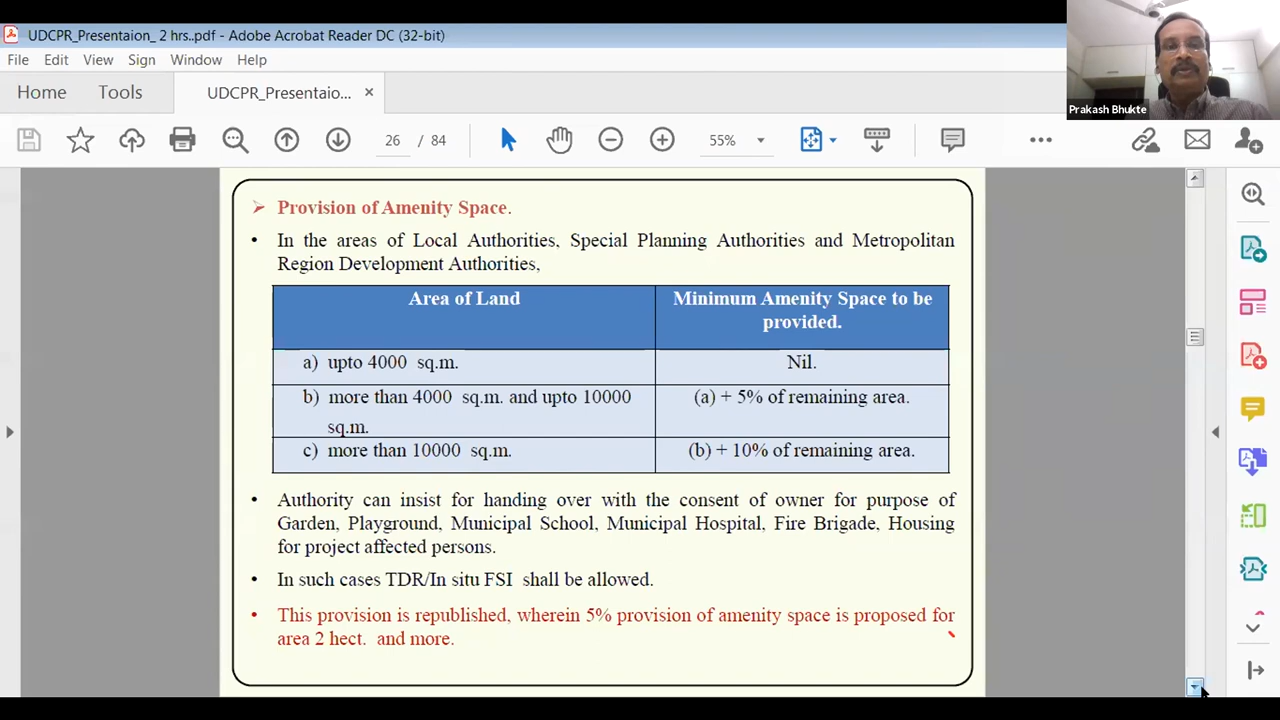 UDCPR_Presentaion_ 2 hrs..pdf - Adobe Acrobat Reader DC (32-bit)
File Edit View Sign Window Help
Home Tools UDCPR_Presentaio... ×
26 / 84 55%
Prakash Bhukte
Provision of Amenity Space.
• In the areas of Local Authorities, Special Planning Authorities and Metropolitan
Region Development Authorities,
Area of Land Minimum Amenity Space to be
provided.
a) upto 4000 sq.m. Nil.
b) more than 4000 sq.m. and upto 10000 (a) + 5% of remaining area.
sq.m.
c) more than 10000 sq.m. (b) + 10% of remaining area.
• Authority can insist for handing over with the consent of owner for purpose of
Garden, Playground, Municipal School, Municipal Hospital, Fire Brigade, Housing
for project affected persons.
• In such cases TDR/In situ FSI shall be allowed.
• This provision is republished, wherein 5% provision of amenity space is proposed for
area 2 hect. and more.